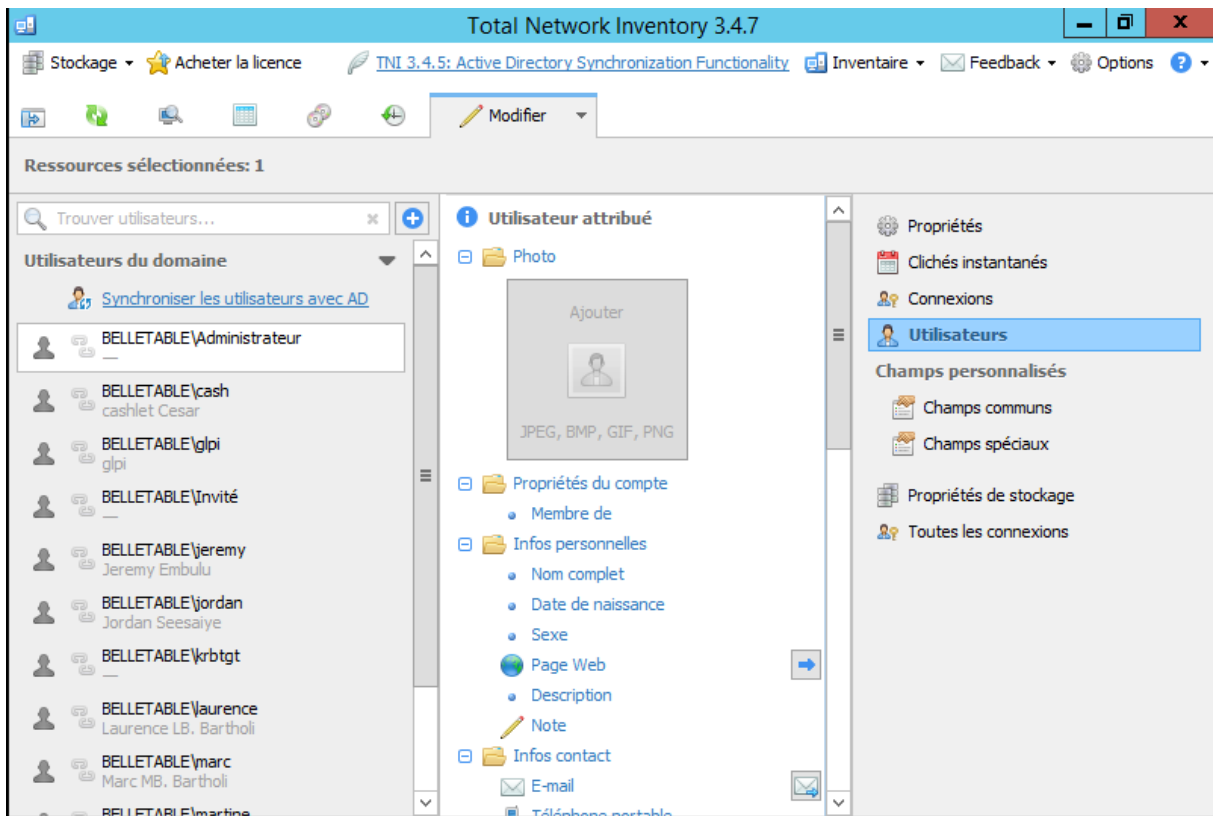 Total Network Inventory 3.4.7
Stockage Acheter la licence TNI 3.4.5: Active Directory Synchronization Functionality Inventaire Feedback Options
Modifier
Ressources sélectionnées: 1
Trouver utilisateurs...
Utilisateurs du domaine
Synchroniser les utilisateurs avec AD
BELLETABLE\Administrateur
—
BELLETABLE\cash
cashlet Cesar
BELLETABLE\glpi
glpi
BELLETABLE\Invité
—
BELLETABLE\jeremy
Jeremy Embulu
BELLETABLE\jordan
Jordan Seesaiye
BELLETABLE\krbtgt
—
BELLETABLE\laurence
Laurence LB. Bartholi
BELLETABLE\marc
Marc MB. Bartholi
BELLETABLE\martine
Utilisateur attribué
Photo
Ajouter
JPEG, BMP, GIF, PNG
Propriétés du compte
Membre de
Infos personnelles
Nom complet
Date de naissance
Sexe
Page Web
Description
Note
Infos contact
E-mail
Téléphone portable
Propriétés
Clichés instantanés
Connexions
Utilisateurs
Champs personnalisés
Champs communs
Champs spéciaux
Propriétés de stockage
Toutes les connexions